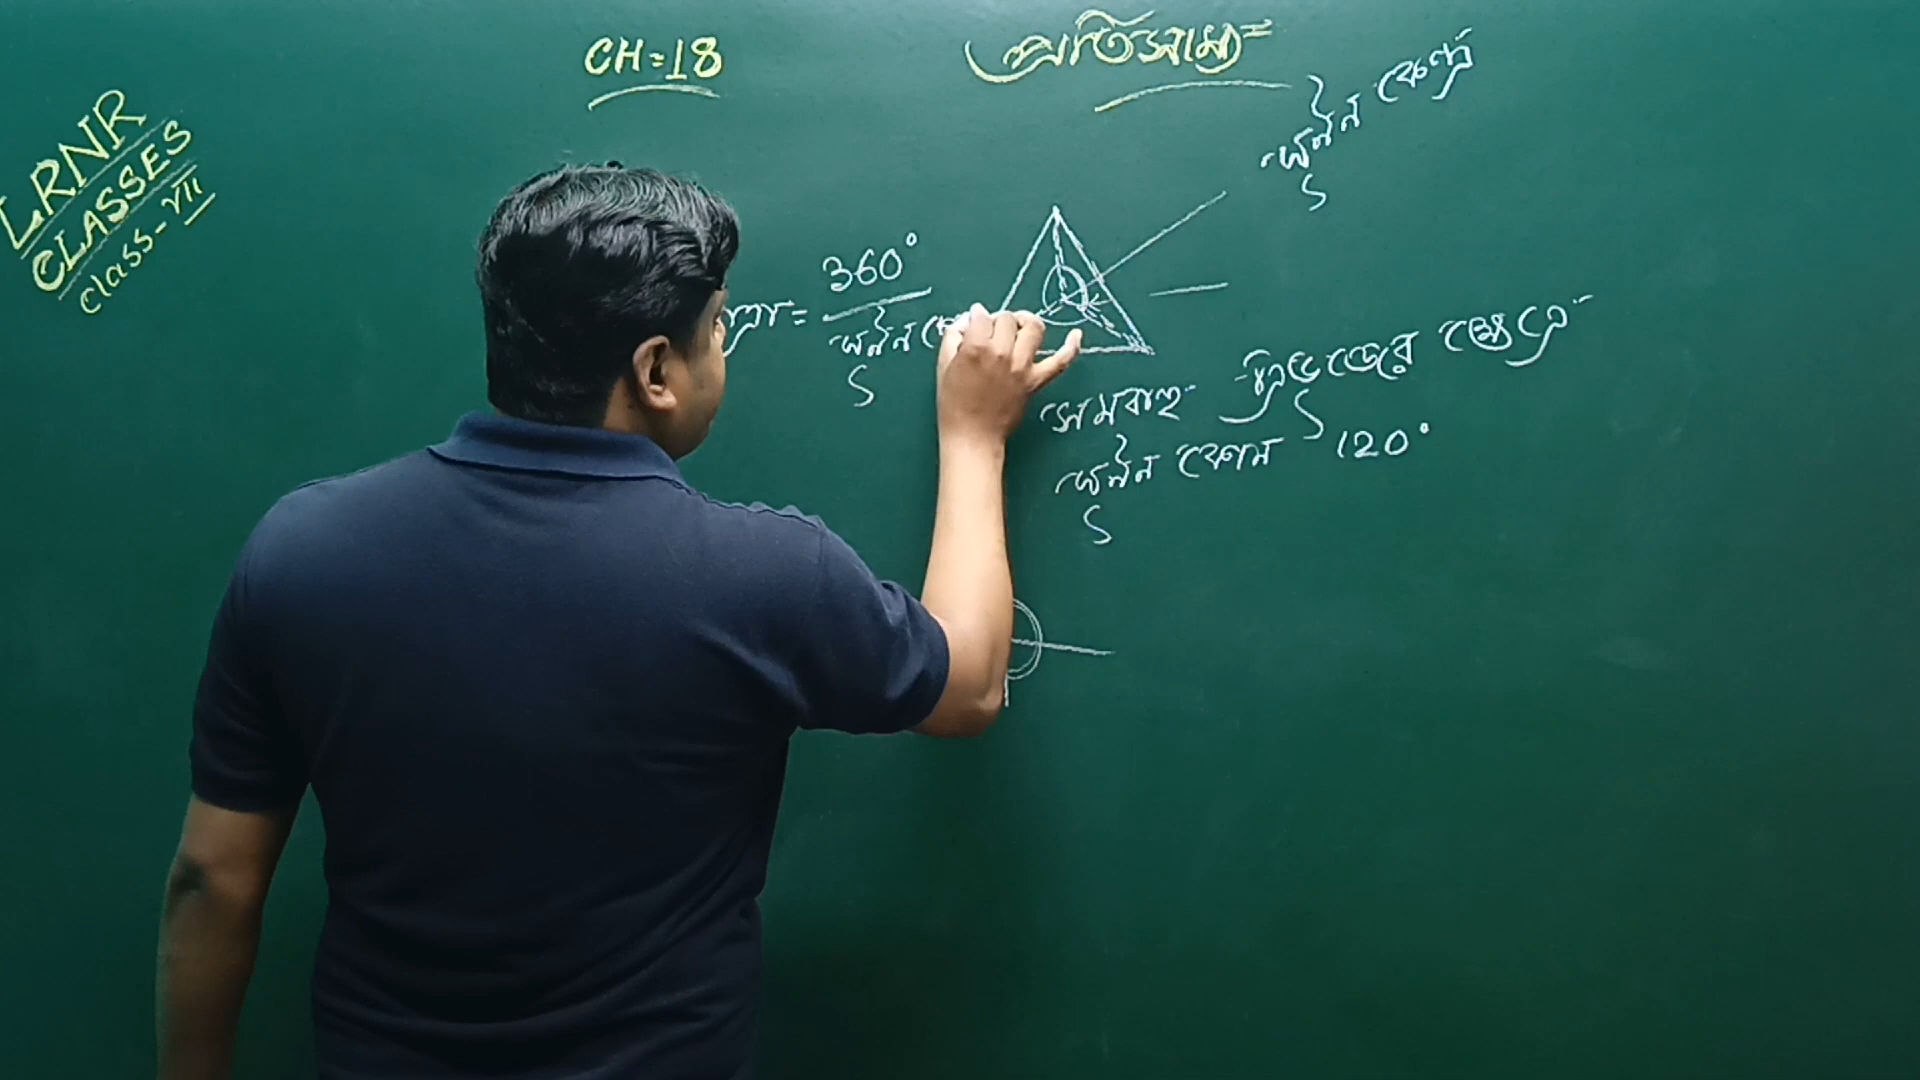 LRNR
CLASSES
Class-VII
CH=18
প্রতিসাম্য=
ঘূর্ণন কেন্দ্র
= 360°
ঘূর্ণন
সমবাহু ত্রিভুজের ক্ষেত্রে
ঘূর্ণন কোন 120°